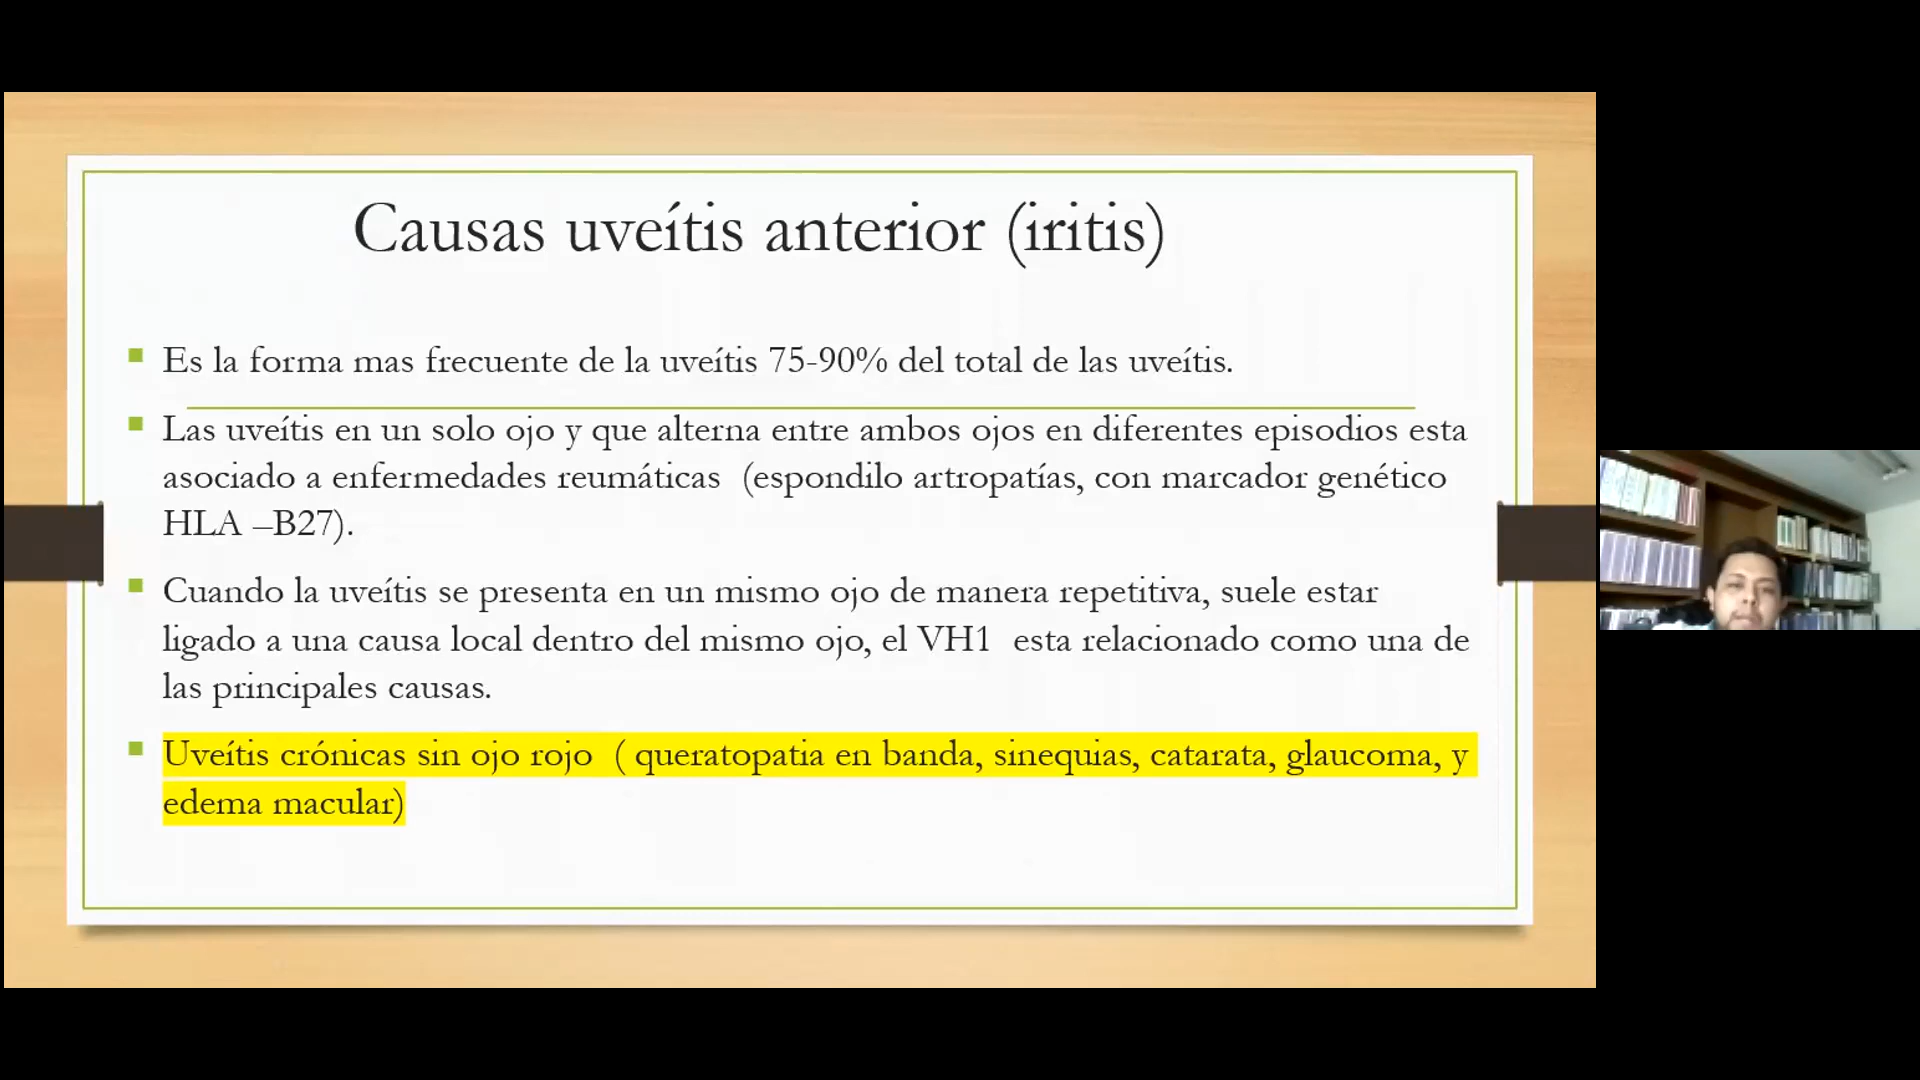 Causas uveítis anterior (iritis)
Es la forma mas frecuente de la uveítis 75-90% del total de las uveítis.
Las uveítis en un solo ojo y que alterna entre ambos ojos en diferentes episodios esta
asociado a enfermedades reumáticas (espondilo artropatías, con marcador genético
HLA –B27).
Cuando la uveítis se presenta en un mismo ojo de manera repetitiva, suele estar
ligado a una causa local dentro del mismo ojo, el VH1 esta relacionado como una de
las principales causas.
Uveítis crónicas sin ojo rojo ( queratopatia en banda, sinequias, catarata, glaucoma, y
edema macular)